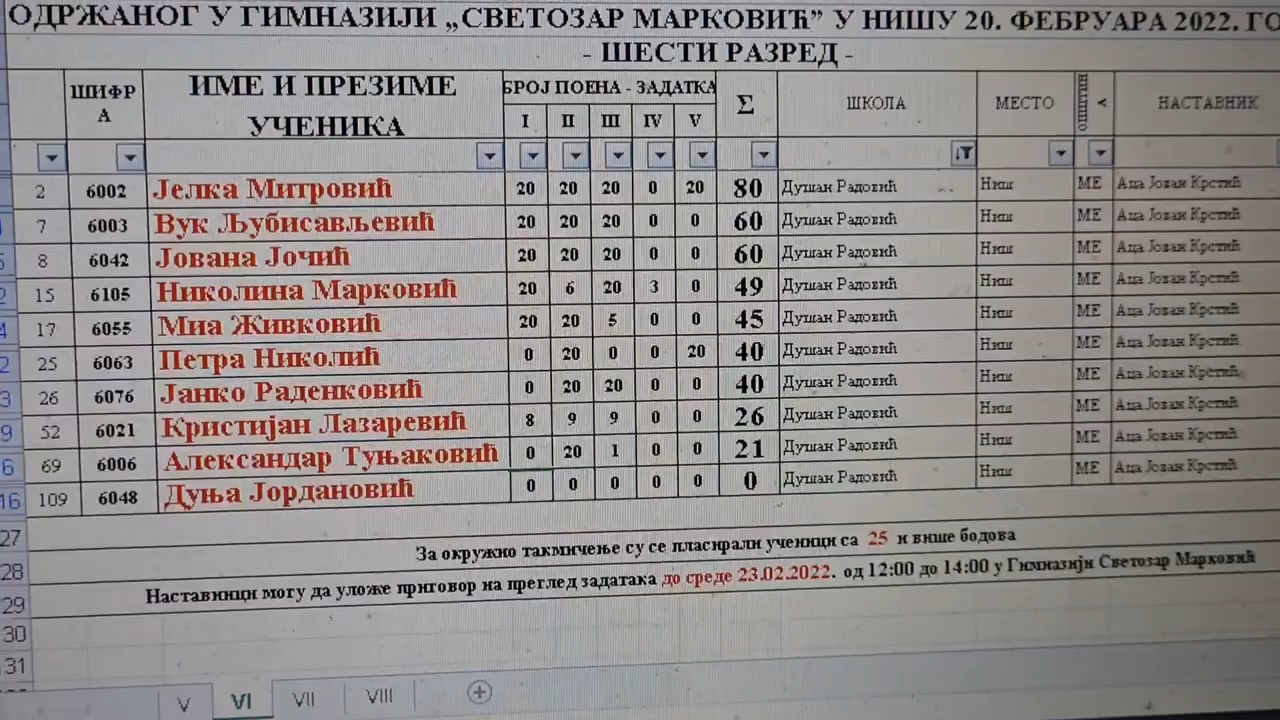 ОДРЖАНОГ У ГИМНАЗИЈИ „СВЕТОЗАР МАРКОВИЋ” У НИШУ 20. ФЕБРУАРА 2022. ГО
- ШЕСТИ РАЗРЕД -
ШИФРА ИМЕ И ПРЕЗИМЕ УЧЕНИКА БРОЈ ПОЕНА - ЗАДАТКА Σ ШКОЛА МЕСТО НАСТАВНИК
I II III IV V
2 6002 Јелка Митровић 20 20 20 0 20 80 Душан Радовић Ниш МЕ Аца Јован Крстић
7 6003 Вук Љубисављевић 20 20 20 0 0 60 Душан Радовић Ниш МЕ Аца Јован Крстић
8 6042 Јована Јочић 20 20 20 0 0 60 Душан Радовић Ниш МЕ Аца Јован Крстић
15 6105 Николина Марковић 20 6 20 3 0 49 Душан Радовић Ниш МЕ Аца Јован Крстић
17 6055 Миа Живковић 20 20 5 0 0 45 Душан Радовић Ниш МЕ Аца Јован Крстић
25 6063 Петра Николић 0 20 0 0 20 40 Душан Радовић Ниш МЕ Аца Јован Крстић
26 6076 Јанко Раденковић 0 20 20 0 0 40 Душан Радовић Ниш МЕ Аца Јован Крстић
52 6021 Кристијан Лазаревић 8 9 9 0 0 26 Душан Радовић Ниш МЕ Аца Јован Крстић
69 6006 Александар Туњаковић 0 20 1 0 0 21 Душан Радовић Ниш МЕ Аца Јован Крстић
109 6048 Дуња Јордановић 0 0 0 0 0 0 Душан Радовић Ниш МЕ Аца Јован Крстић
27 За окружно такмичење су се пласирали ученици са 25 и више бодова
28 Наставници могу да уложе приговор на преглед задатака до среде 23.02.2022. од 12:00 до 14:00 у Гимназији Светозар Марковић
29
30
31
V VI VII VIII